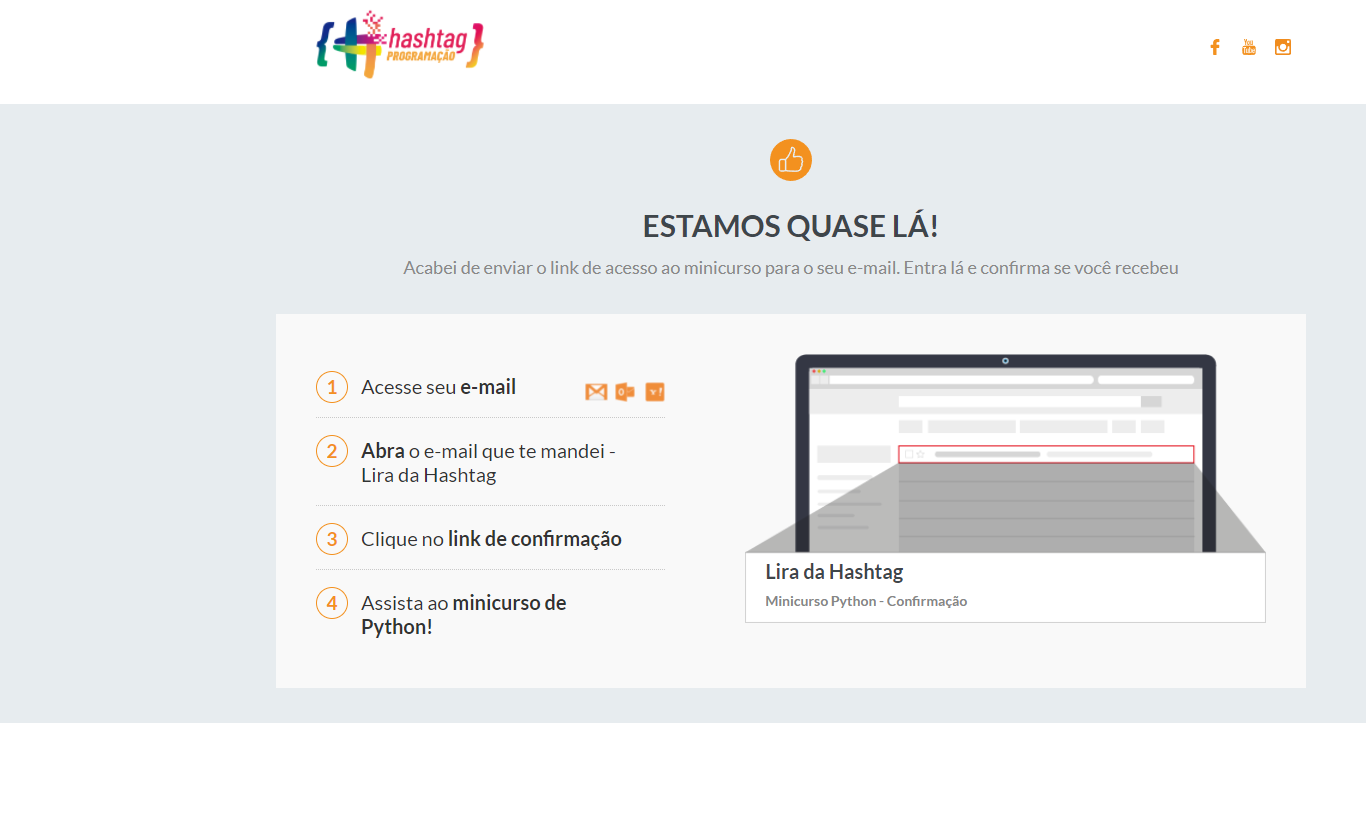 hashtag
PROGRAMAÇÃO
You
Tube
ESTAMOS QUASE LÁ!
Acabei de enviar o link de acesso ao minicurso para o seu e-mail. Entra lá e confirma se você recebeu
1 Acesse seu e-mail
2 Abra o e-mail que te mandei -
Lira da Hashtag
3 Clique no link de confirmação
4 Assista ao minicurso de
Python!
Lira da Hashtag
Minicurso Python - Confirmação